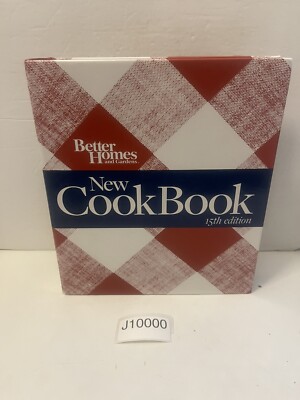 Better
Homes
and Gardens
New
CookBook
15th edition
J10000